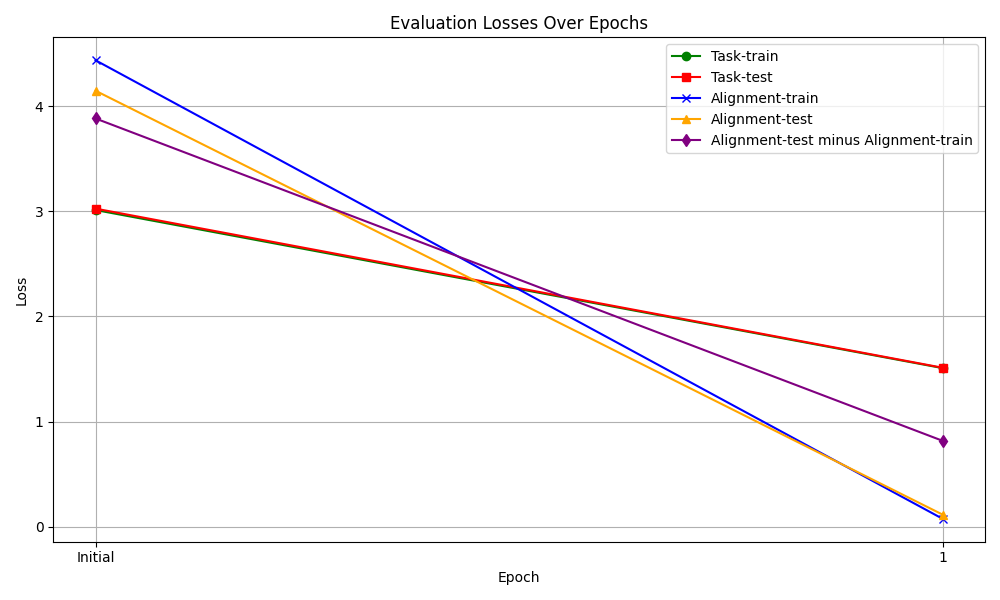 Evaluation Losses Over Epochs
Task-train
Task-test
Alignment-train
Alignment-test
Alignment-test minus Alignment-train
4
3
2
1
0
Loss
Initial
1
Epoch